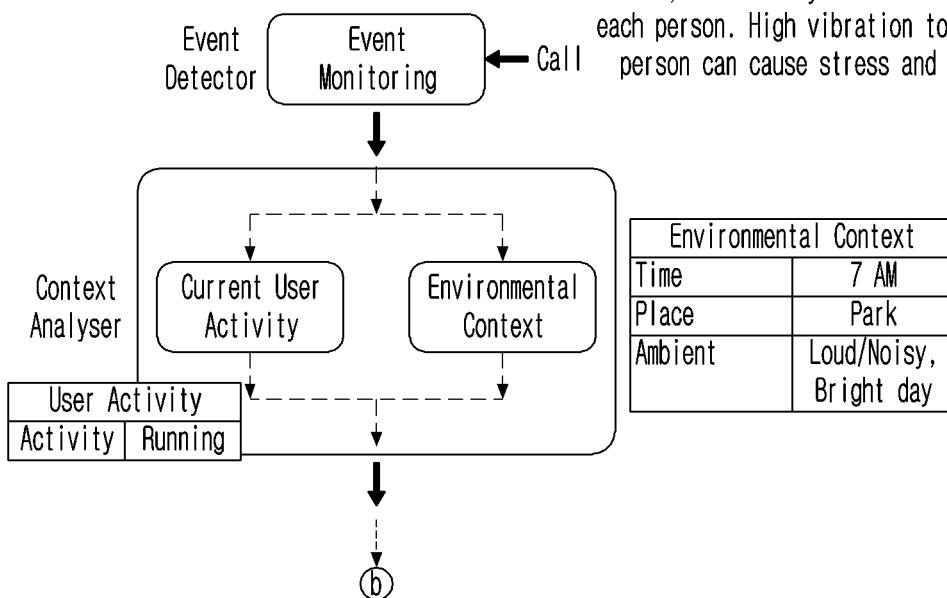 each person. High vibration to
person can cause stress and
Event
Detector
Event
Monitoring
Call
Context
Analyser
Current User
Activity
Environmental
Context
Environmental Context
Time 7 AM
Place Park
Ambient Loud/Noisy,
Bright day
User Activity
Activity Running
b